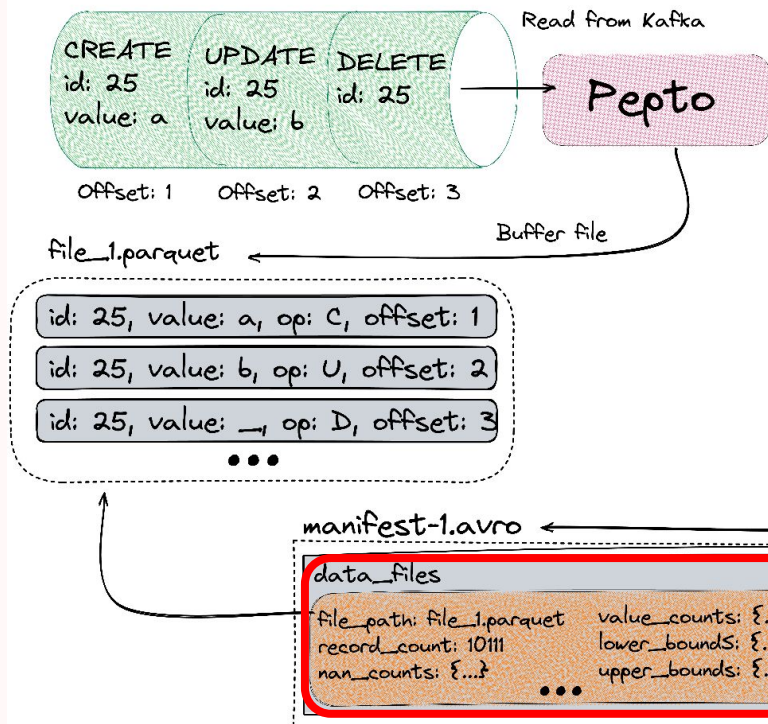 Read from Kafka
CREATE
id: 25
value: a
UPDATE
id: 25
value: b
DELETE
id: 25
Pepto
Offset: 1
Offset: 2
Offset: 3
Buffer file
file_1.parquet
id: 25, value: a, op: C, offset: 1
id: 25, value: b, op: U, offset: 2
id: 25, value: _, op: D, offset: 3
•••
manifest-1.avro
data_files
file_path: file_1.parquet
record_count: 10111
nan_counts: {...}
value_counts: {..
lower_bounds: {..
upper_bounds: {..
•••